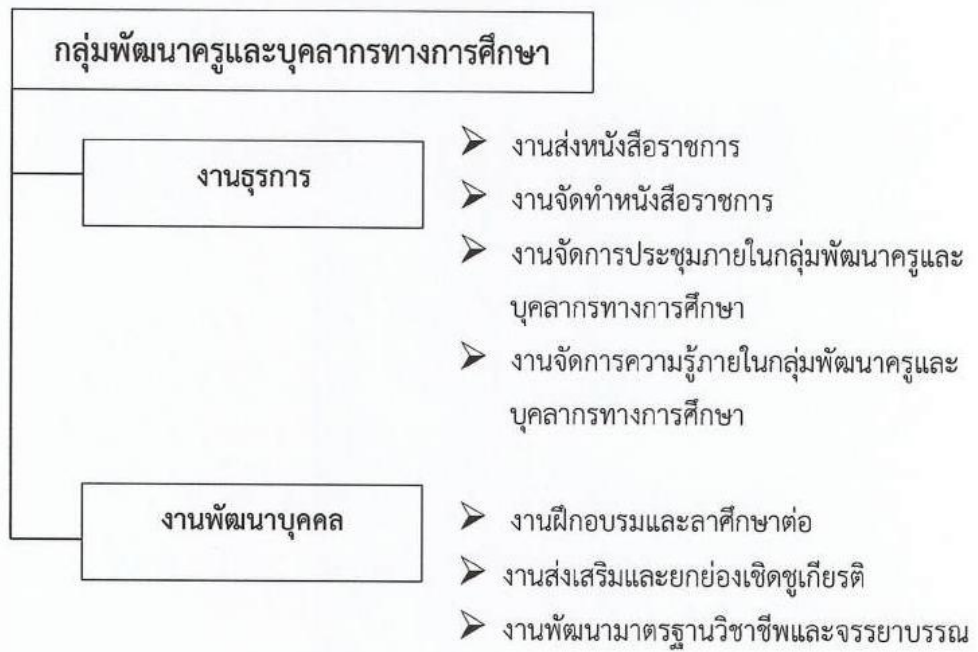 กลุ่มพัฒนาครูและบุคลากรทางการศึกษา
งานธุรการ
➢ งานส่งหนังสือราชการ
➢ งานจัดทำหนังสือราชการ
➢ งานจัดการประชุมภายในกลุ่มพัฒนาครูและ
บุคลากรทางการศึกษา
➢ งานจัดการความรู้ภายในกลุ่มพัฒนาครูและ
บุคลากรทางการศึกษา
งานพัฒนาบุคคล
➢ งานฝึกอบรมและลาศึกษาต่อ
➢ งานส่งเสริมและยกย่องเชิดชูเกียรติ
➢ งานพัฒนามาตรฐานวิชาชีพและจรรยาบรรณ